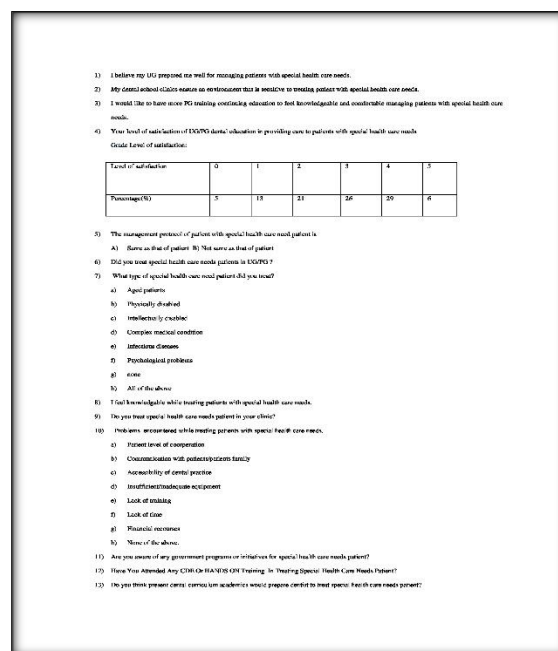 1) I believe my UG prepared me well for managing patients with special health care needs.
2) My dental school clinics ensure an environment that is sensitive to treating patient with special health care needs.
3) I would like to have more PG training continuing education to feel knowledgeable and comfortable managing patients with special health care
needs.
4) Your level of satisfaction of UG/PG dental education in providing care to patients with special health care needs
Grade Level of satisfaction:
Level of satisfaction 0 1 2 3 4 5
Percentage(%) 5 13 21 26 29 6
5) The management protocol of patient with special health care need patient is
A) Same as that of patient B) Not same as that of patient
6) Did you treat special health care needs patients in UG/PG ?
7) What type of special health care need patient did you treat?
a) Aged patients
b) Physically disabled
c) Intellectually disabled
d) Complex medical condition
e) Infectious diseases
f) Psychological problems
g) none
h) All of the above
8) I feel knowledgable while treating patients with special health care needs.
9) Do you treat special health care needs patient in your clinic?
10) Problems encountered while treating patients with special health care needs.
a) Patient level of cooperation
b) Communication with patients/patients family
c) Accessibility of dental practice
d) Insufficient/inadequate equipment
e) Lack of training
f) Lack of time
g) Financial recourses
h) None of the above.
11) Are you aware of any government programs or initiatives for special health care needs patient?
12) Have You Attended Any CDE Or HANDS ON Training In Treating Special Health Care Needs Patient?
13) Do you think present dental curriculum academics would prepare dentist to treat special health care needs patient?